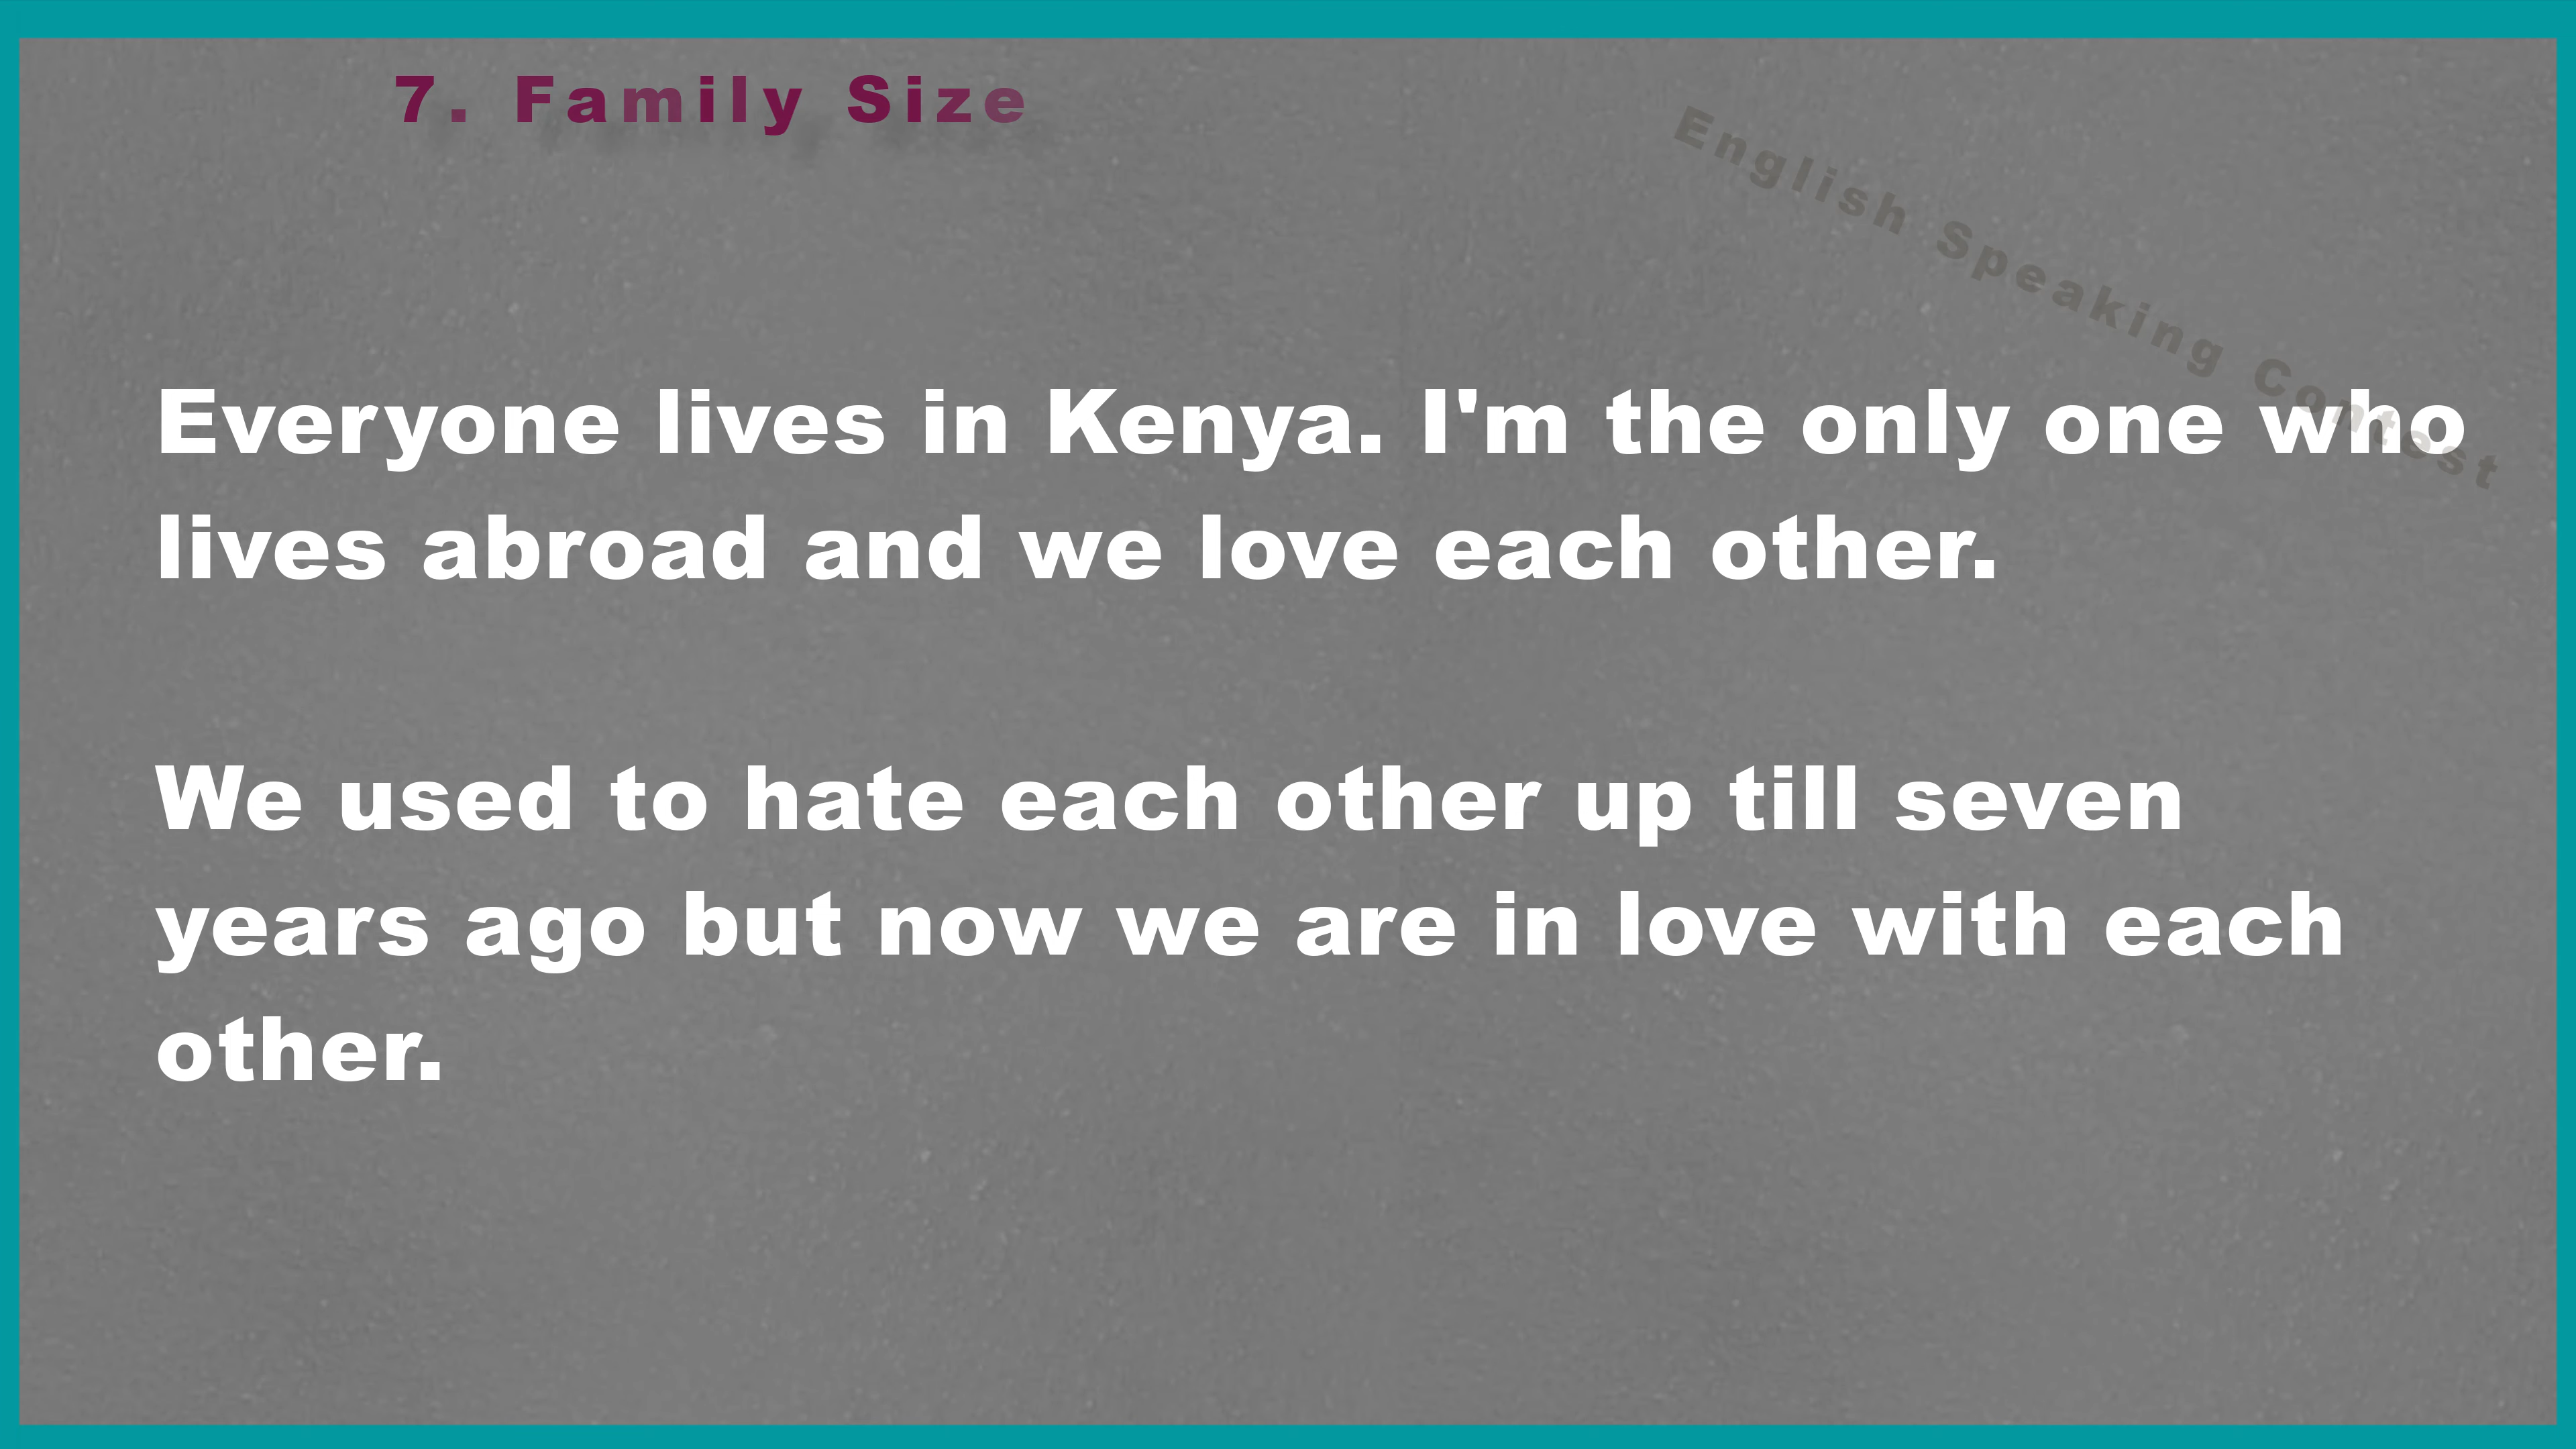 7. Family Size
English Speaking Contest
Everyone lives in Kenya. I'm the only one who
lives abroad and we love each other.
We used to hate each other up till seven
years ago but now we are in love with each
other.